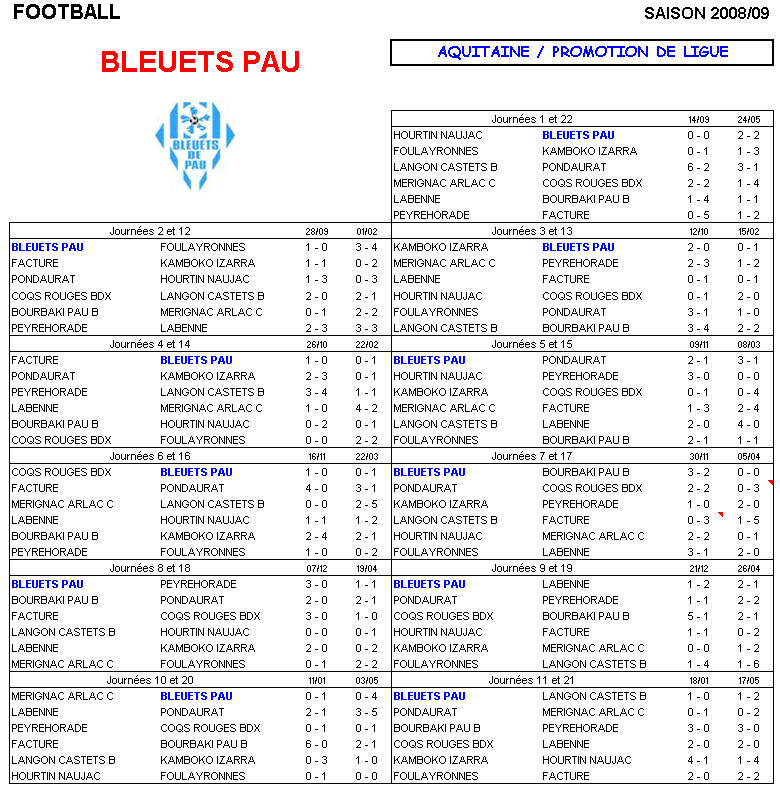 FOOTBALL
SAISON 2008/09
BLEUETS PAU
AQUITAINE / PROMOTION DE LIGUE
BLEUETS
DE
PAU
Journées 1 et 22 14/09 24/05
HOURTIN NAUJAC BLEUETS PAU 0 - 0 2 - 2
FOULAYRONNES KAMBOKO IZARRA 0 - 1 1 - 3
LANGON CASTETS B PONDAURAT 6 - 2 3 - 1
MERIGNAC ARLAC C COQS ROUGES BDX 2 - 2 1 - 4
LABENNE BOURBAKI PAU B 1 - 4 1 - 1
PEYREHORADE FACTURE 0 - 5 1 - 2
Journées 2 et 12 28/09 01/02
BLEUETS PAU FOULAYRONNES 1 - 0 3 - 4
FACTURE KAMBOKO IZARRA 1 - 1 0 - 2
PONDAURAT HOURTIN NAUJAC 1 - 3 0 - 3
COQS ROUGES BDX LANGON CASTETS B 2 - 0 2 - 1
BOURBAKI PAU B MERIGNAC ARLAC C 0 - 1 2 - 2
PEYREHORADE LABENNE 2 - 3 3 - 3
Journées 3 et 13 12/10 15/02
KAMBOKO IZARRA BLEUETS PAU 2 - 0 0 - 1
MERIGNAC ARLAC C PEYREHORADE 2 - 3 1 - 2
LABENNE FACTURE 0 - 1 0 - 1
HOURTIN NAUJAC COQS ROUGES BDX 0 - 1 2 - 0
FOULAYRONNES PONDAURAT 3 - 1 1 - 0
LANGON CASTETS B BOURBAKI PAU B 3 - 4 2 - 2
Journées 4 et 14 26/10 22/02
FACTURE BLEUETS PAU 1 - 0 0 - 1
PONDAURAT KAMBOKO IZARRA 2 - 3 0 - 1
PEYREHORADE LANGON CASTETS B 3 - 4 1 - 1
LABENNE MERIGNAC ARLAC C 1 - 0 4 - 2
BOURBAKI PAU B HOURTIN NAUJAC 0 - 2 0 - 1
COQS ROUGES BDX FOULAYRONNES 0 - 0 2 - 2
Journées 5 et 15 09/11 08/03
BLEUETS PAU PONDAURAT 2 - 1 3 - 1
HOURTIN NAUJAC PEYREHORADE 3 - 0 0 - 0
KAMBOKO IZARRA COQS ROUGES BDX 0 - 1 0 - 4
MERIGNAC ARLAC C FACTURE 1 - 3 2 - 4
LANGON CASTETS B LABENNE 2 - 0 4 - 0
FOULAYRONNES BOURBAKI PAU B 2 - 1 1 - 1
Journées 6 et 16 16/11 22/03
COQS ROUGES BDX BLEUETS PAU 1 - 0 0 - 0
FACTURE PONDAURAT 4 - 0 3 - 1
MERIGNAC ARLAC C LANGON CASTETS B 0 - 0 2 - 5
LABENNE HOURTIN NAUJAC 1 - 1 1 - 2
BOURBAKI PAU B KAMBOKO IZARRA 2 - 4 2 - 1
PEYREHORADE FOULAYRONNES 1 - 0 0 - 2
Journées 7 et 17 30/11 05/04
BLEUETS PAU BOURBAKI PAU B 3 - 2 0 - 1
PONDAURAT COQS ROUGES BDX 2 - 2 0 - 3
KAMBOKO IZARRA PEYREHORADE 1 - 0 2 - 0
LANGON CASTETS B FACTURE 0 - 3 1 - 5
HOURTIN NAUJAC MERIGNAC ARLAC C 2 - 2 0 - 1
FOULAYRONNES LABENNE 3 - 1 2 - 0
Journées 8 et 18 07/12 19/04
BLEUETS PAU PEYREHORADE 3 - 0 1 - 1
BOURBAKI PAU B PONDAURAT 2 - 0 2 - 1
FACTURE COQS ROUGES BDX 3 - 0 1 - 0
LANGON CASTETS B HOURTIN NAUJAC 0 - 0 0 - 1
LABENNE KAMBOKO IZARRA 2 - 0 0 - 2
MERIGNAC ARLAC C FOULAYRONNES 0 - 1 2 - 2
Journées 9 et 19 21/12 26/04
BLEUETS PAU LABENNE 1 - 2 2 - 1
PONDAURAT PEYREHORADE 1 - 1 2 - 2
COQS ROUGES BDX BOURBAKI PAU B 5 - 1 2 - 1
HOURTIN NAUJAC FACTURE 1 - 1 0 - 2
KAMBOKO IZARRA MERIGNAC ARLAC C 0 - 0 1 - 2
FOULAYRONNES LANGON CASTETS B 1 - 4 1 - 6
Journées 10 et 20 11/01 03/05
MERIGNAC ARLAC C BLEUETS PAU 0 - 1 0 - 4
LABENNE PONDAURAT 2 - 1 3 - 5
PEYREHORADE COQS ROUGES BDX 0 - 1 0 - 1
FACTURE BOURBAKI PAU B 6 - 0 2 - 1
LANGON CASTETS B KAMBOKO IZARRA 0 - 3 1 - 0
HOURTIN NAUJAC FOULAYRONNES 0 - 1 0 - 0
Journées 11 et 21 18/01 17/05
BLEUETS PAU LANGON CASTETS B 1 - 0 1 - 2
PONDAURAT MERIGNAC ARLAC C 0 - 1 0 - 2
BOURBAKI PAU B PEYREHORADE 3 - 0 3 - 0
COQS ROUGES BDX LABENNE 2 - 0 2 - 0
KAMBOKO IZARRA HOURTIN NAUJAC 4 - 1 1 - 4
FOULAYRONNES FACTURE 2 - 0 2 - 2